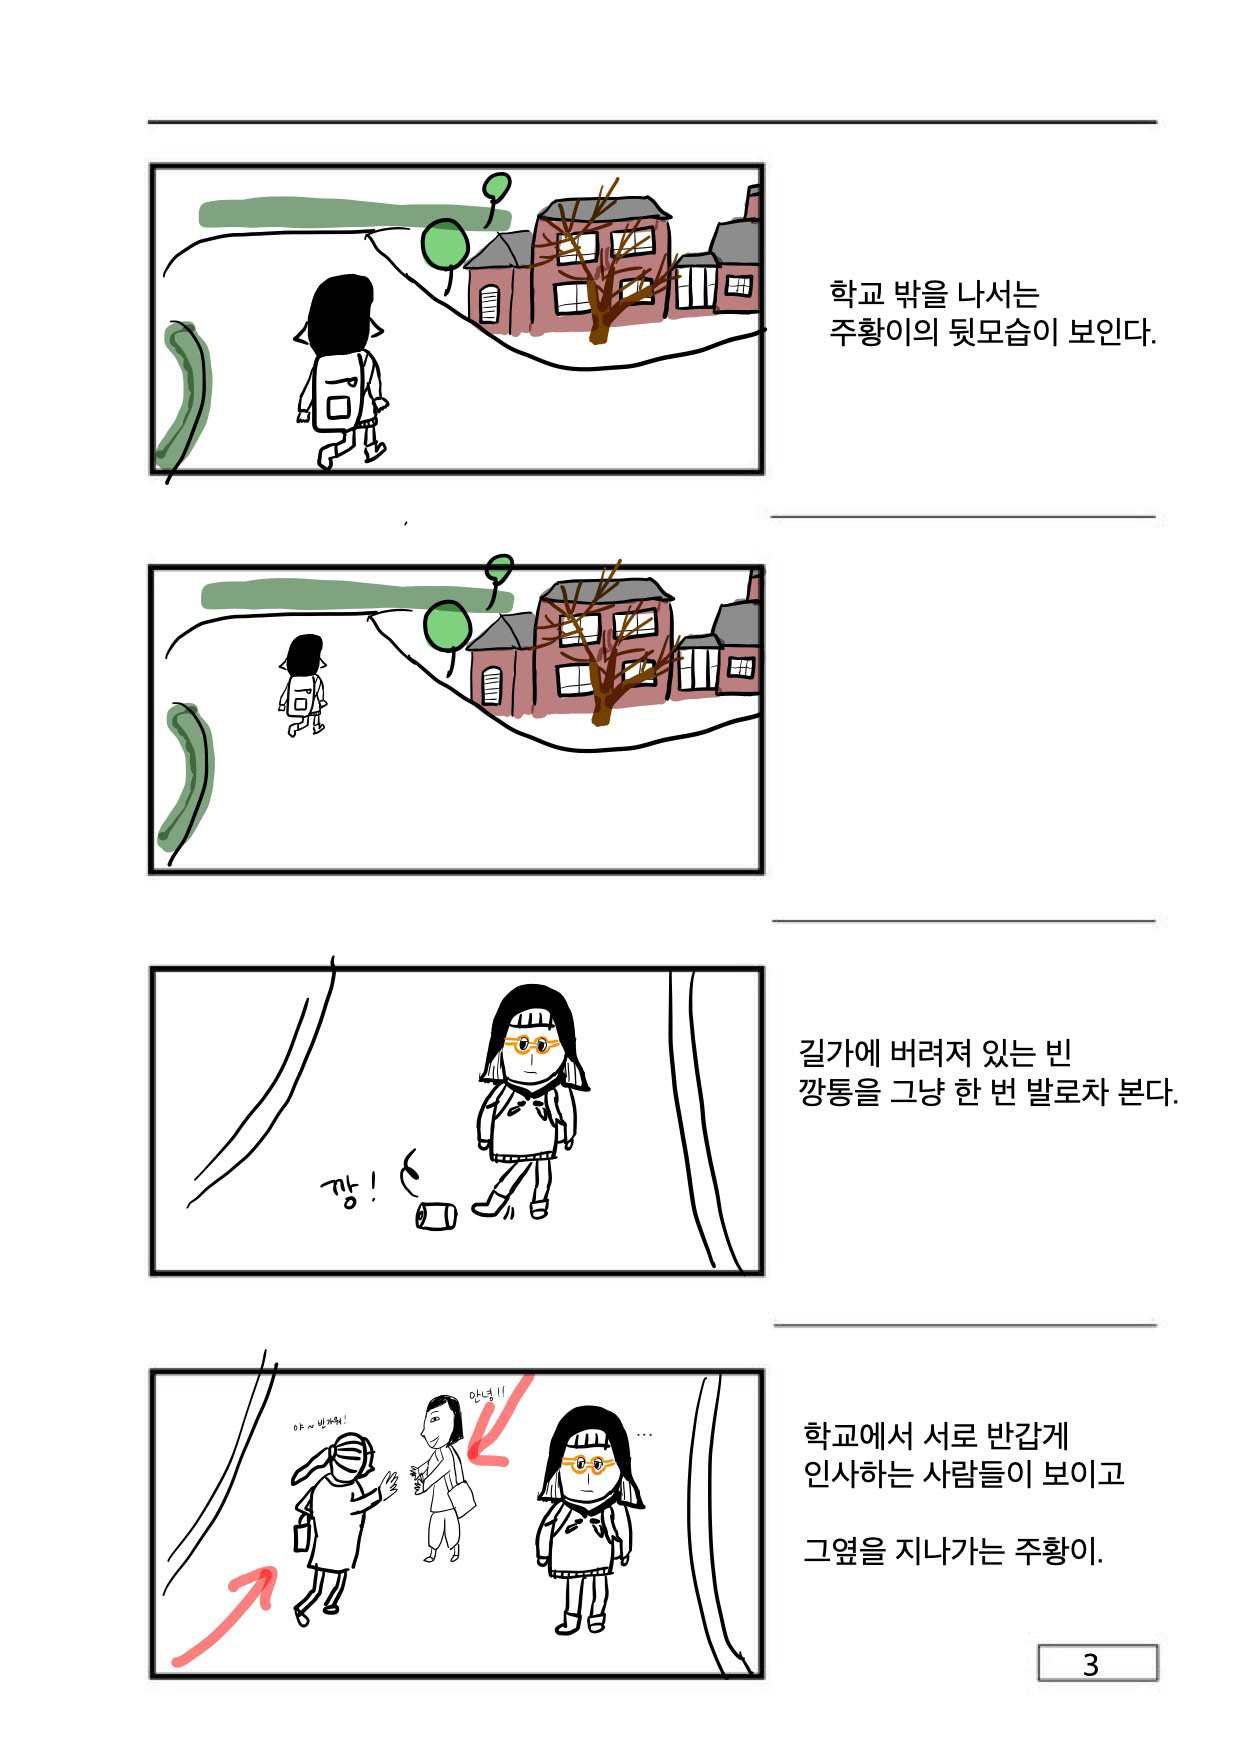 학교 밖을 나서는
주황이의 뒷모습이 보인다.
길가에 버려져 있는 빈
깡통을 그냥 한 번 발로차 본다.
깡!
안녕!!
야~반가워!
...
학교에서 서로 반갑게
인사하는 사람들이 보이고
그옆을 지나가는 주황이.
3